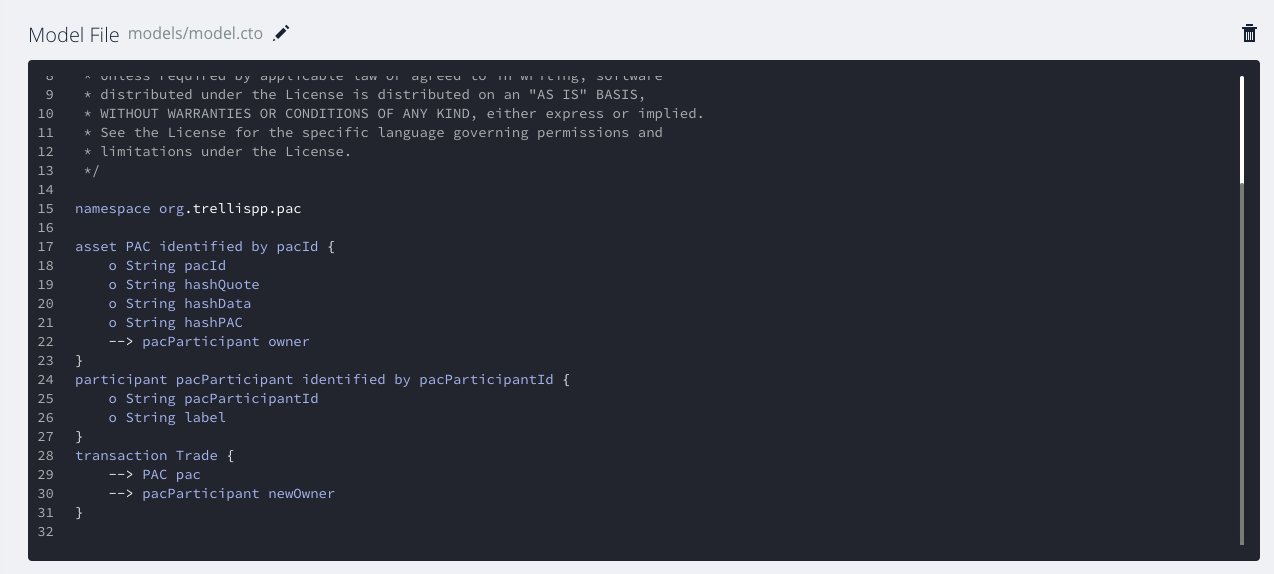 Model File models/model.cto
8 * Unless required by applicable law or agreed to in writing, software
9 * distributed under the License is distributed on an "AS IS" BASIS,
10 * WITHOUT WARRANTIES OR CONDITIONS OF ANY KIND, either express or implied.
11 * See the License for the specific language governing permissions and
12 * limitations under the License.
13 */
14
15 namespace org.trellispp.pac
16
17 asset PAC identified by pacId {
18     o String pacId
19     o String hashQuote
20     o String hashData
21     o String hashPAC
22     --> pacParticipant owner
23 }
24 participant pacParticipant identified by pacParticipantId {
25     o String pacParticipantId
26     o String label
27 }
28 transaction Trade {
29     --> PAC pac
30     --> pacParticipant newOwner
31 }
32